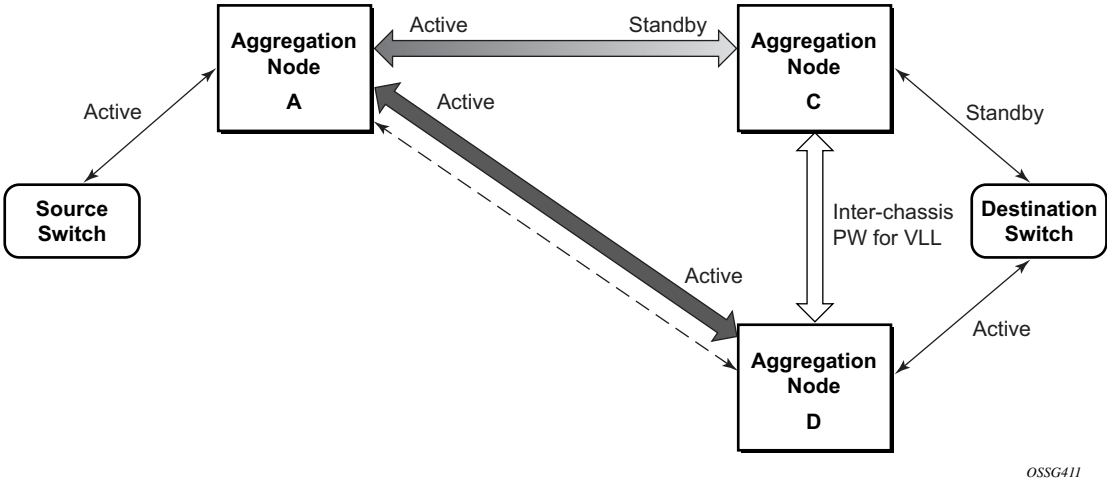 Active
Standby
Aggregation
Node
A
Aggregation
Node
C
Active
Active
Standby
Source
Switch
Inter-chassis
PW for VLL
Destination
Switch
Active
Active
Aggregation
Node
D
OSSG411